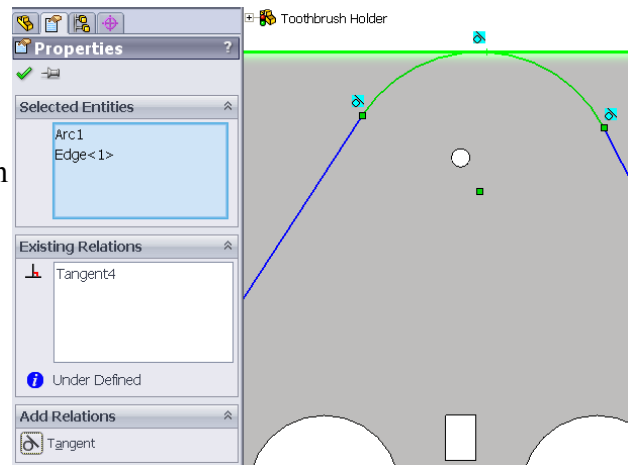 Toothbrush Holder
Properties ?
Selected Entities
Arc1
Edge<1>
n
Existing Relations
Tangent4
i Under Defined
Add Relations
Tangent